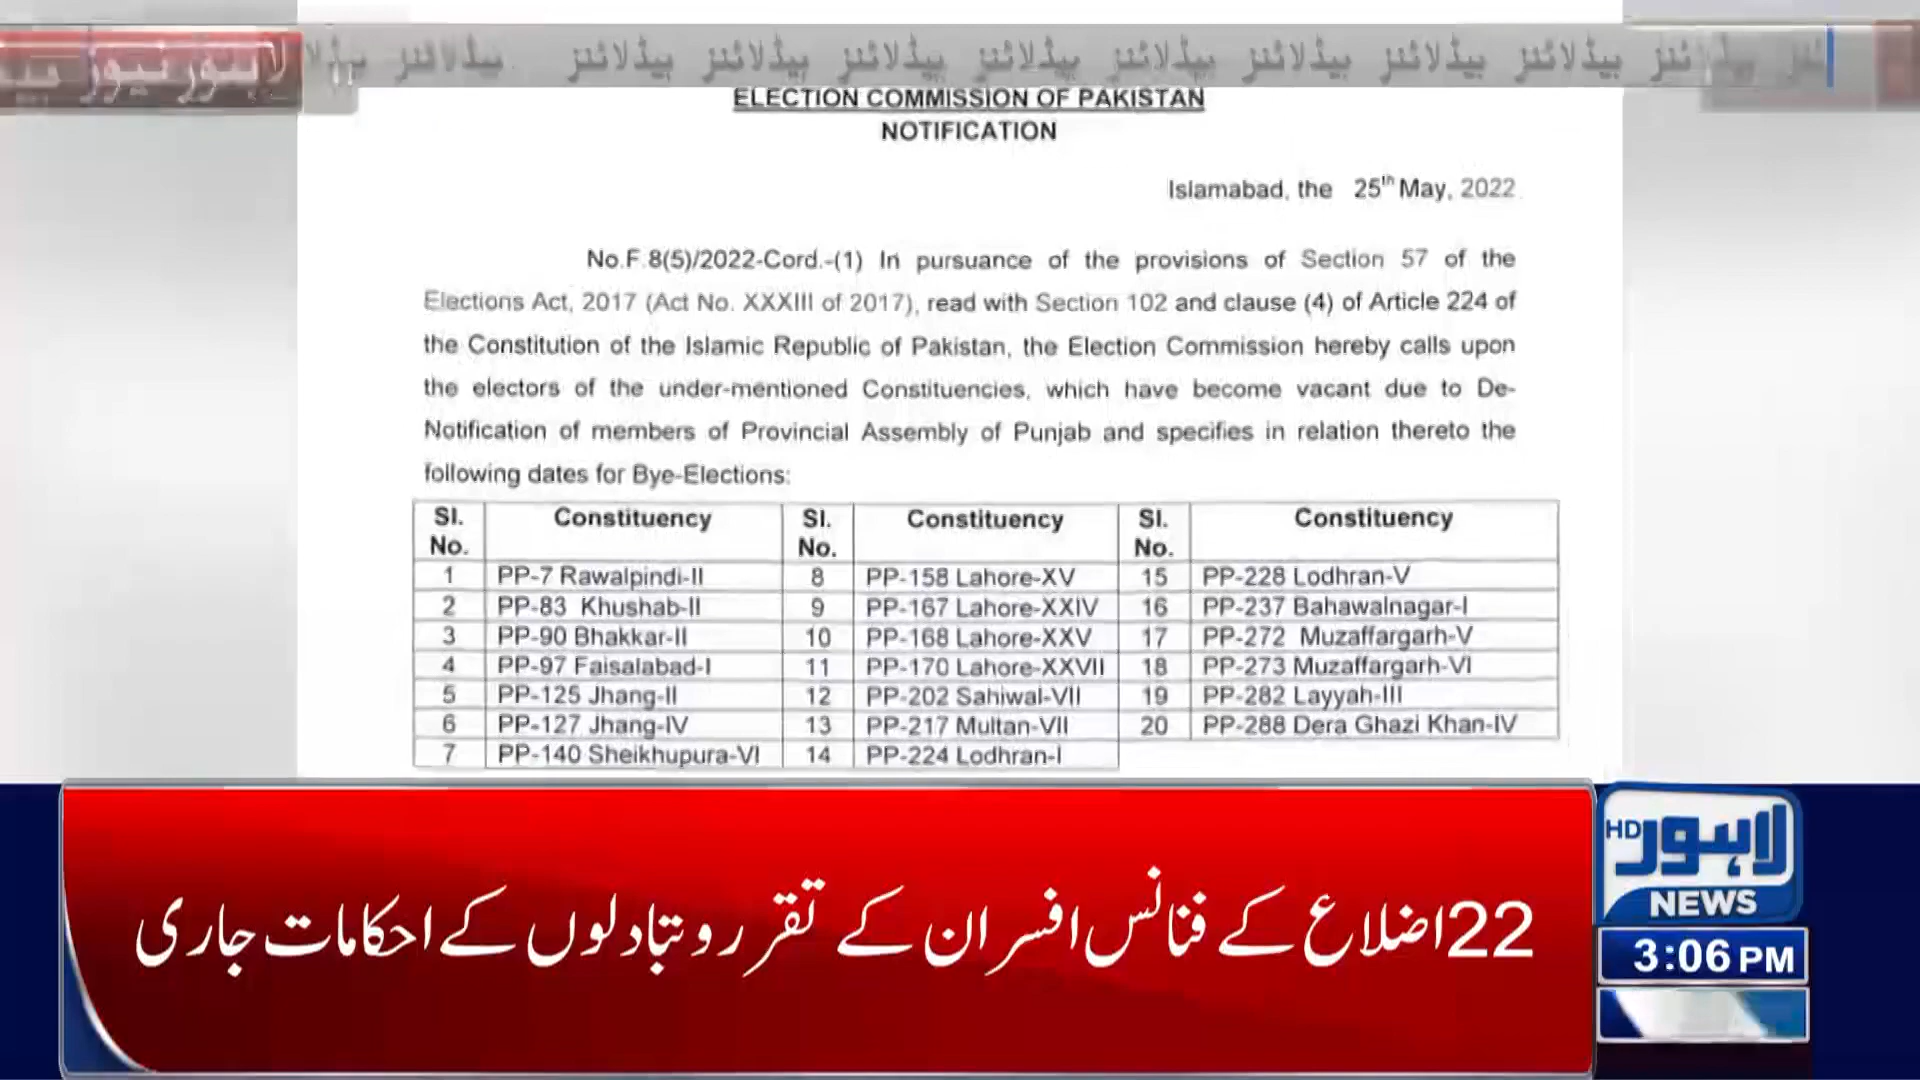 لاہور نیوز ہیڈلائنز ہیڈلائنز ہیڈلائنز ہیڈلائنز ہیڈلائنز ہیڈلائنز ہیڈلائنز ہیڈلائنز ہیڈلائنز
ELECTION COMMISSION OF PAKISTAN
NOTIFICATION
Islamabad, the 25th May, 2022
No.F.8(5)/2022-Cord.-(1) In pursuance of the provisions of Section 57 of the
Elections Act, 2017 (Act No. XXXIII of 2017), read with Section 102 and clause (4) of Article 224 of
the Constitution of the Islamic Republic of Pakistan, the Election Commission hereby calls upon
the electors of the under-mentioned Constituencies, which have become vacant due to De-
Notification of members of Provincial Assembly of Punjab and specifies in relation thereto the
following dates for Bye-Elections:
Sl. No. Constituency Sl. No. Constituency Sl. No. Constituency
1 PP-7 Rawalpindi-II 8 PP-158 Lahore-XV 15 PP-228 Lodhran-V
2 PP-83 Khushab-II 9 PP-167 Lahore-XXIV 16 PP-237 Bahawalnagar-I
3 PP-90 Bhakkar-II 10 PP-168 Lahore-XXV 17 PP-272 Muzaffargarh-V
4 PP-97 Faisalabad-I 11 PP-170 Lahore-XXVII 18 PP-273 Muzaffargarh-VI
5 PP-125 Jhang-II 12 PP-202 Sahiwal-VII 19 PP-282 Layyah-III
6 PP-127 Jhang-IV 13 PP-217 Multan-VII 20 PP-288 Dera Ghazi Khan-IV
7 PP-140 Sheikhupura-VI 14 PP-224 Lodhran-I
22 اضلاع کے فنانس افسران کے تقرر و تبادلوں کے احکامات جاری
HD لاہور
NEWS
3:06 PM